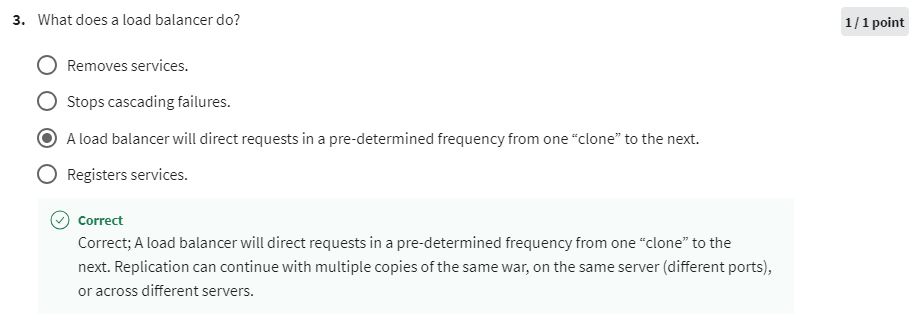 3. What does a load balancer do?
1 / 1 point
Removes services.
Stops cascading failures.
A load balancer will direct requests in a pre-determined frequency from one “clone” to the next.
Registers services.
Correct
Correct; A load balancer will direct requests in a pre-determined frequency from one “clone” to the
next. Replication can continue with multiple copies of the same war, on the same server (different ports),
or across different servers.